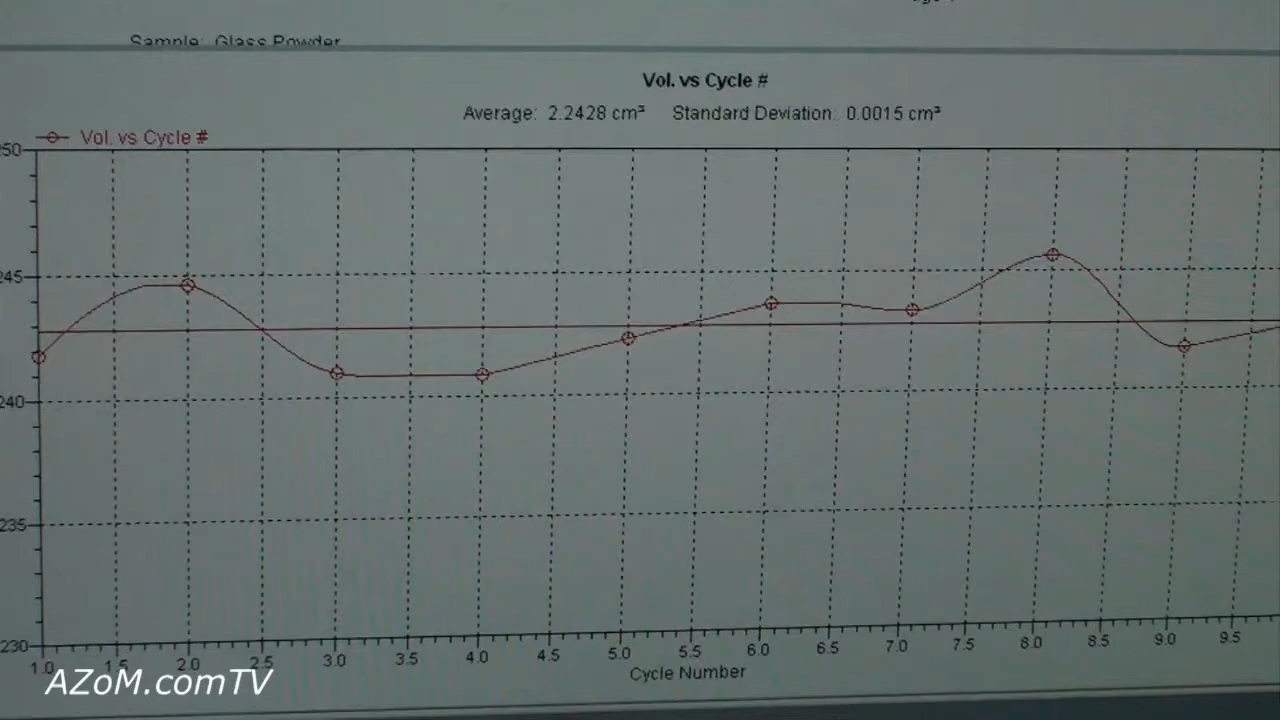 Sample: Glass Powder
Vol. vs Cycle #
Average: 2.2428 cm³ Standard Deviation: 0.0015 cm³
Vol. vs Cycle #
250
245
240
235
230
1.0 1.5 2.0 2.5 3.0 3.5 4.0 4.5 5.0 5.5 6.0 6.5 7.0 7.5 8.0 8.5 9.0 9.5
Cycle Number
AZoM.comTV